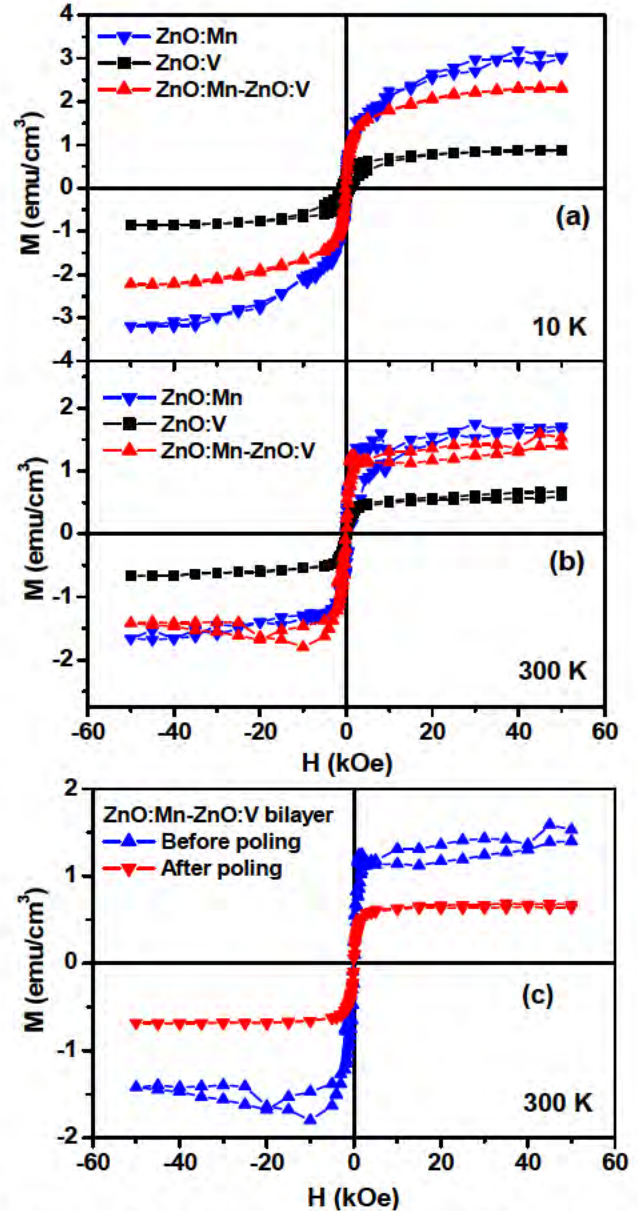 4
ZnO:Mn
3
ZnO:V
ZnO:Mn-ZnO:V
2
1
0
M (emu/cm³)
-1
(a)
-2
-3
10 K
4
ZnO:Mn
2
ZnO:V
ZnO:Mn-ZnO:V
1
0
M (emu/cm³)
(b)
-1
-2
300 K
-60 -40 -20 0 20 40 60
H (kOe)
2
ZnO:Mn-ZnO:V bilayer
Before poling
After poling
1
0
M (emu/cm³)
(c)
-1
300 K
-2
-60 -40 -20 0 20 40 60
H (kOe)